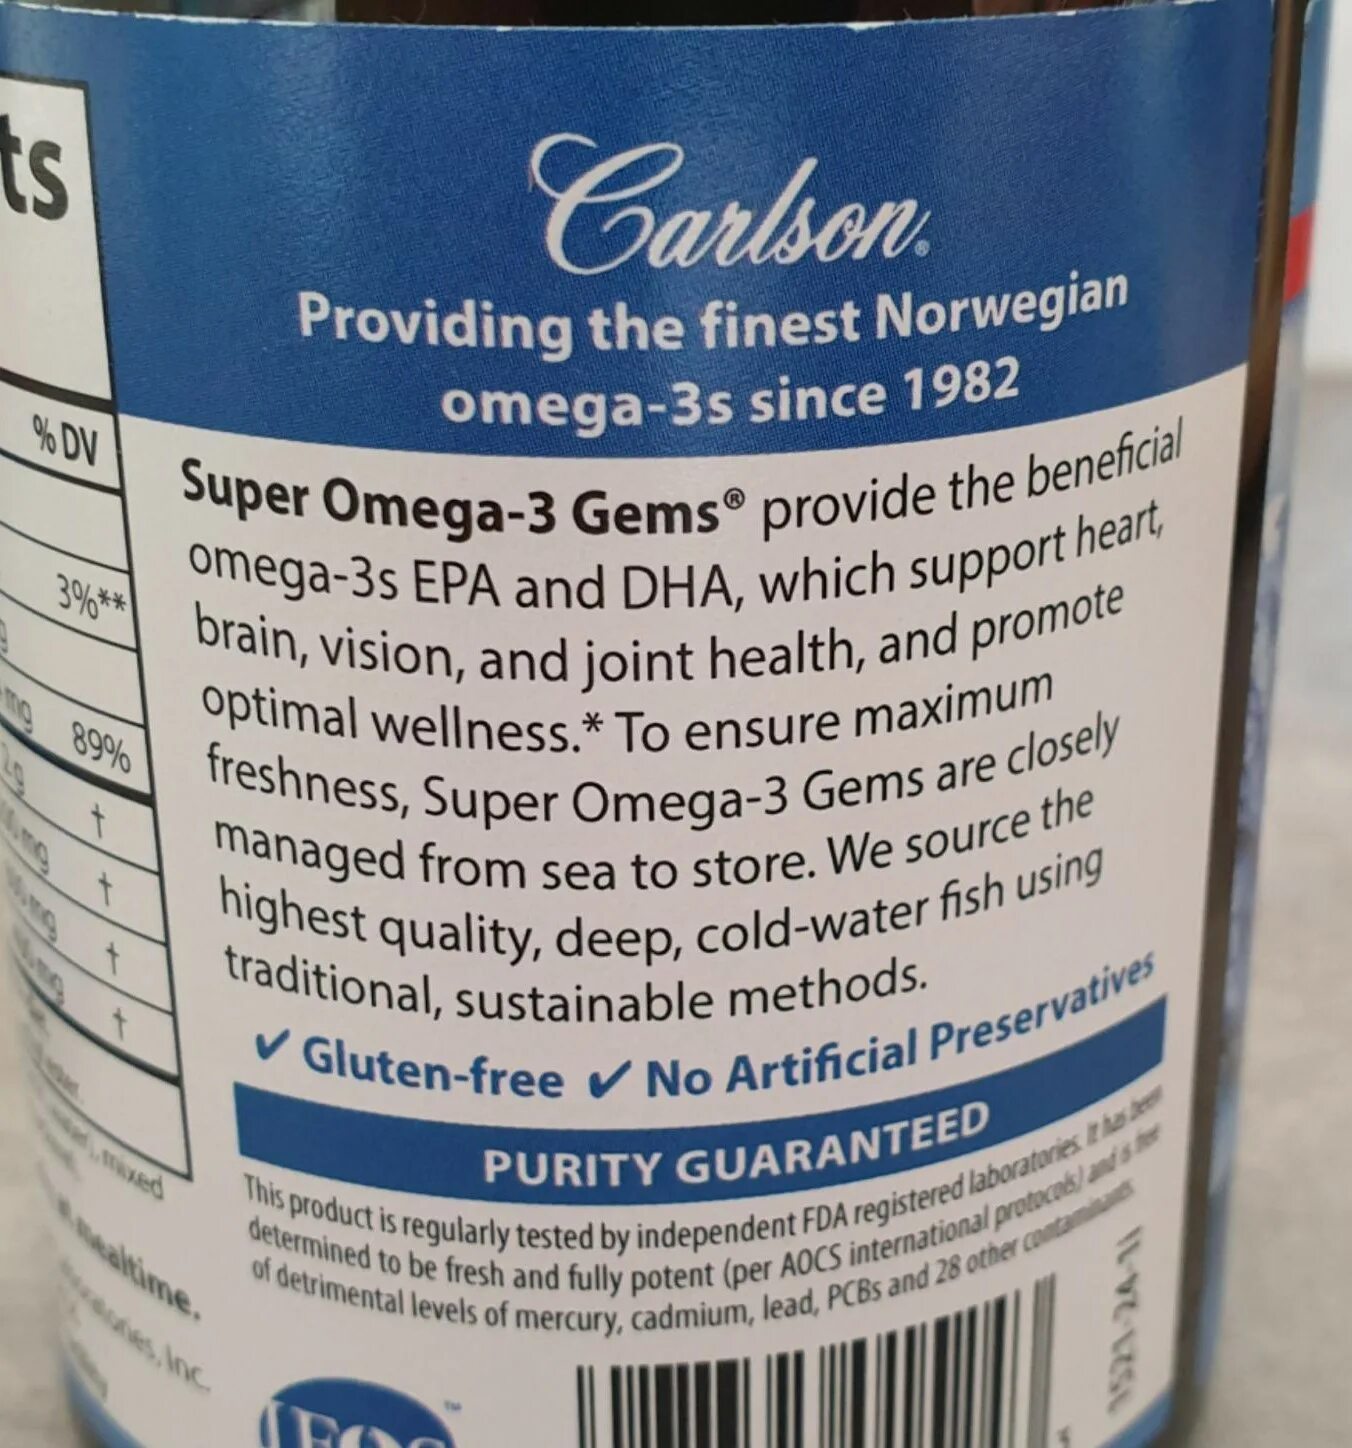 ts
% DV
3%**
89%
†
†
†
†
mixed
mealtime.
Inc.
Carlson®
Providing the finest Norwegian
omega-3s since 1982
Super Omega-3 Gems® provide the beneficial
omega-3s EPA and DHA, which support heart,
brain, vision, and joint health, and promote
optimal wellness.* To ensure maximum
freshness, Super Omega-3 Gems are closely
managed from sea to store. We source the
highest quality, deep, cold-water fish using
traditional, sustainable methods.
✔ Gluten-free ✔ No Artificial Preservatives
PURITY GUARANTEED
This product is regularly tested by independent FDA registered laboratories. It has been
determined to be fresh and fully potent (per AOCS international protocols) and is free
of detrimental levels of mercury, cadmium, lead, PCBs and 28 other contaminants.
IFOS™